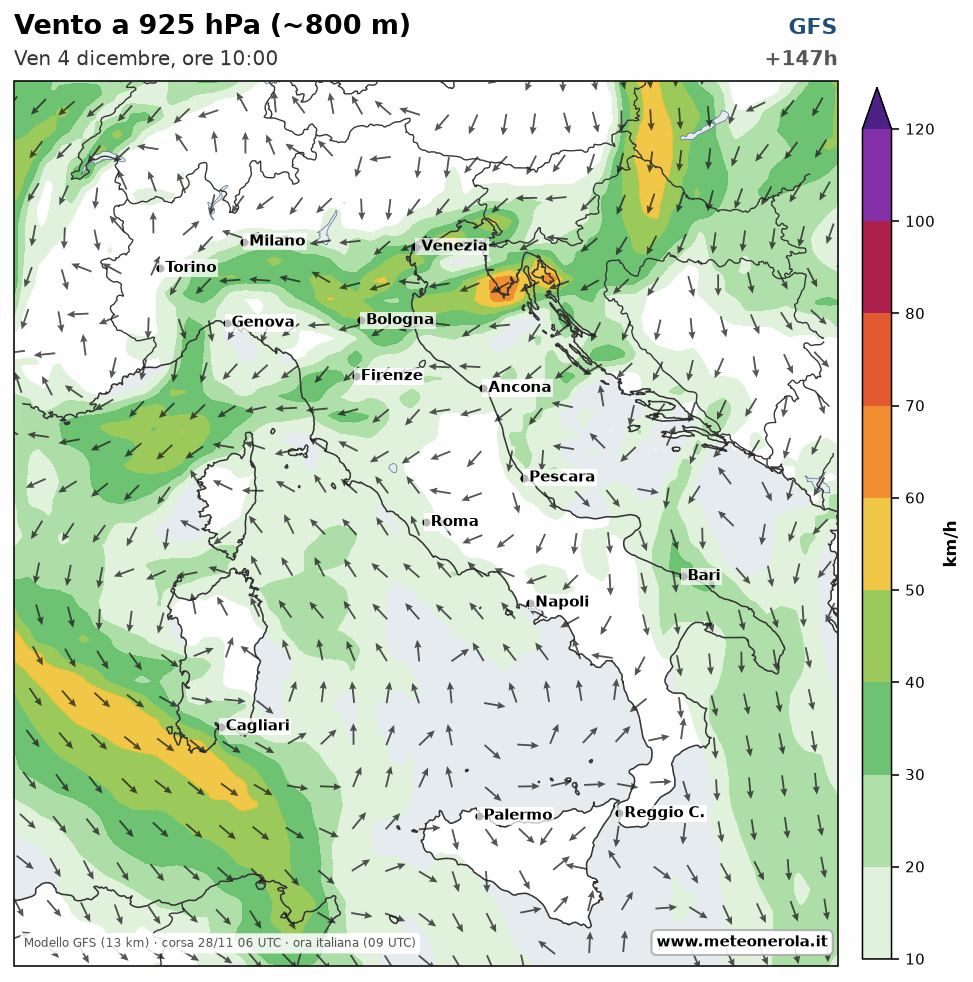 Vento a 925 hPa (~800 m)
GFS
Ven 4 dicembre, ore 10:00
+147h
120
100
80
70
60
50
40
30
20
10
km/h
Milano
Venezia
Torino
Genova
Bologna
Firenze
Ancona
Pescara
Roma
Bari
Napoli
Cagliari
Palermo
Reggio C.
Modello GFS (13 km) · corsa 28/11 06 UTC · ora italiana (09 UTC)
www.meteonerola.it